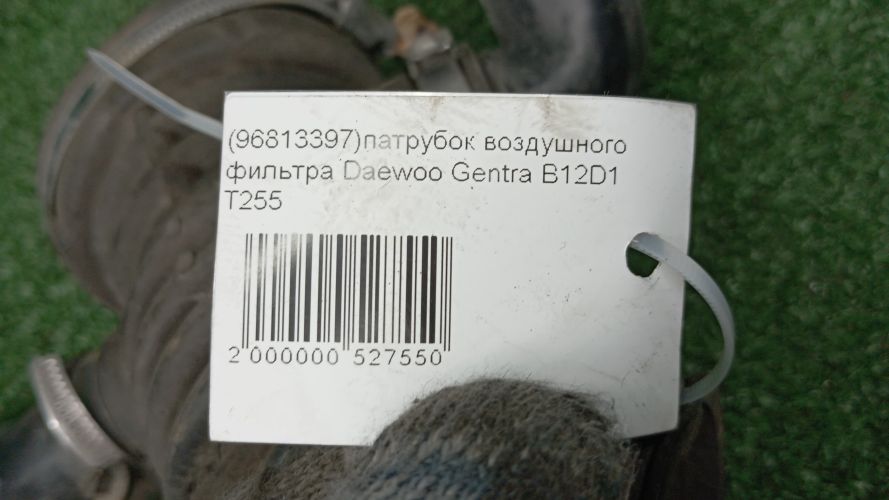 (96813397)патрубок воздушного
фильтра Daewoo Gentra B12D1
T255
2 000000 527550